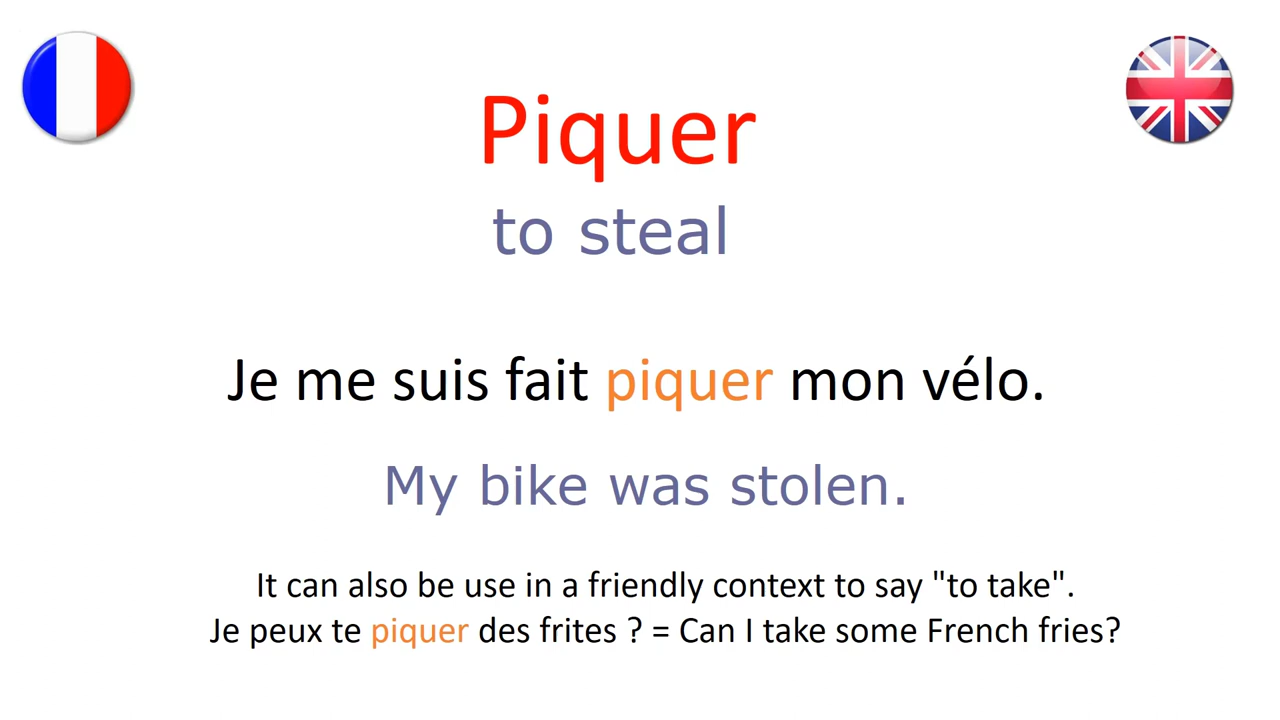 Piquer
to steal
Je me suis fait piquer mon vélo.
My bike was stolen.
It can also be use in a friendly context to say "to take".
Je peux te piquer des frites ? = Can I take some French fries?